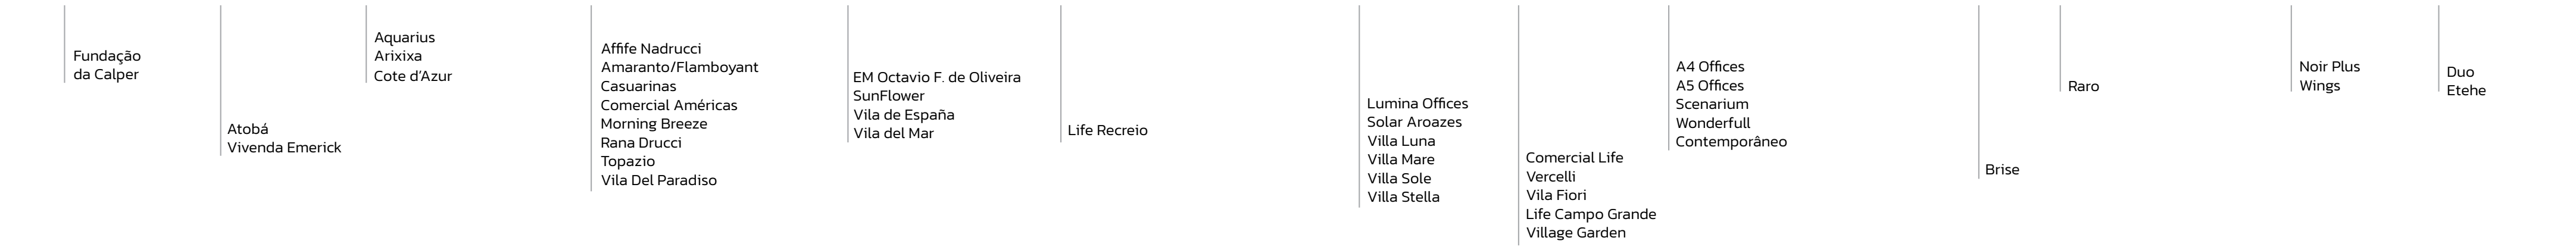 Fundação
da Calper
Atobá
Vivenda Emerick
Aquarius
Arixixa
Cote d'Azur
Affife Nadrucci
Amaranto/Flamboyant
Casuarinas
Comercial Américas
Morning Breeze
Rana Drucci
Topazio
Vila Del Paradiso
EM Octavio F. de Oliveira
SunFlower
Vila de España
Vila del Mar
Life Recreio
Lumina Offices
Solar Aroazes
Villa Luna
Villa Mare
Villa Sole
Villa Stella
Comercial Life
Vercelli
Vila Fiori
Life Campo Grande
Village Garden
A4 Offices
A5 Offices
Scenarium
Wonderfull
Contemporâneo
Brise
Raro
Noir Plus
Wings
Duo
Etehe